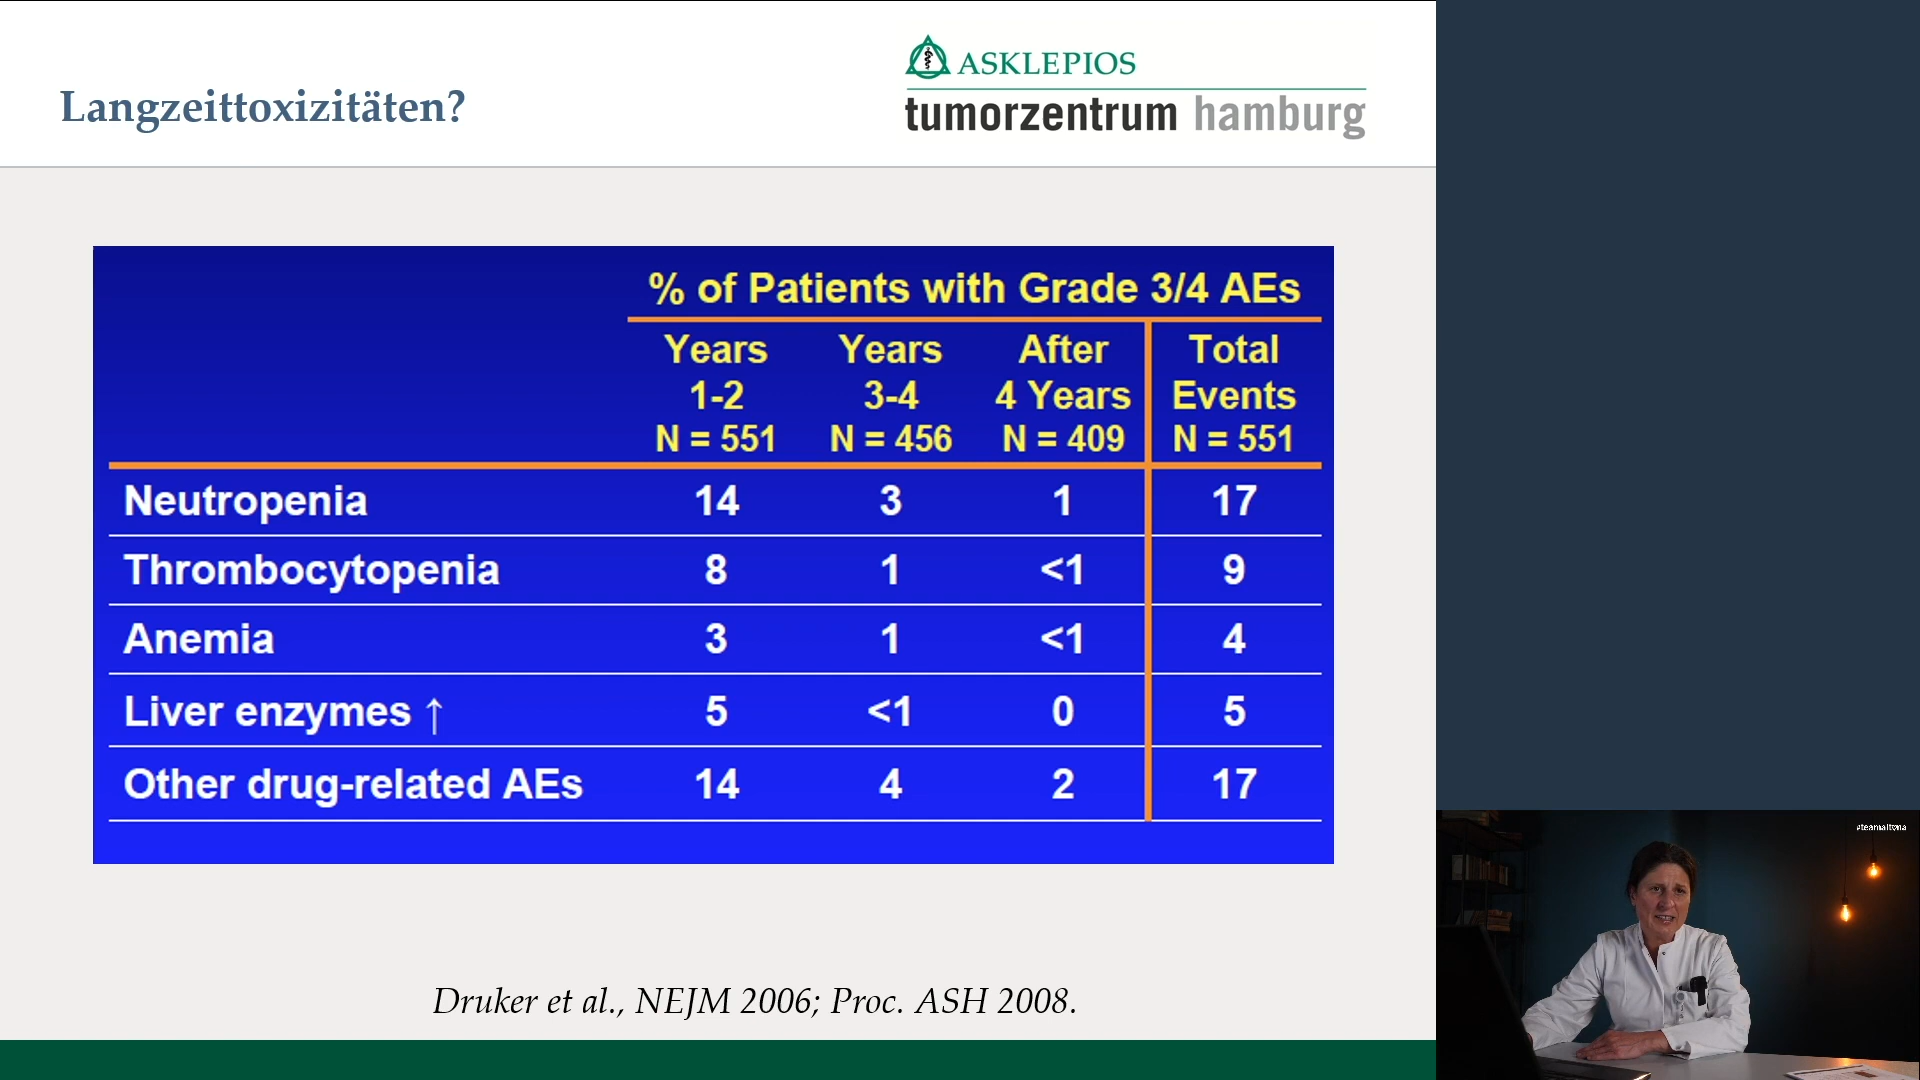 Langzeittoxizitäten?
ASKLEPIOS
tumorzentrum hamburg
% of Patients with Grade 3/4 AEs
Years 1-2 N = 551
Years 3-4 N = 456
After 4 Years N = 409
Total Events N = 551
Neutropenia 14 3 1 17
Thrombocytopenia 8 1 <1 9
Anemia 3 1 <1 4
Liver enzymes ↑ 5 <1 0 5
Other drug-related AEs 14 4 2 17
Druker et al., NEJM 2006; Proc. ASH 2008.
#teamaltona